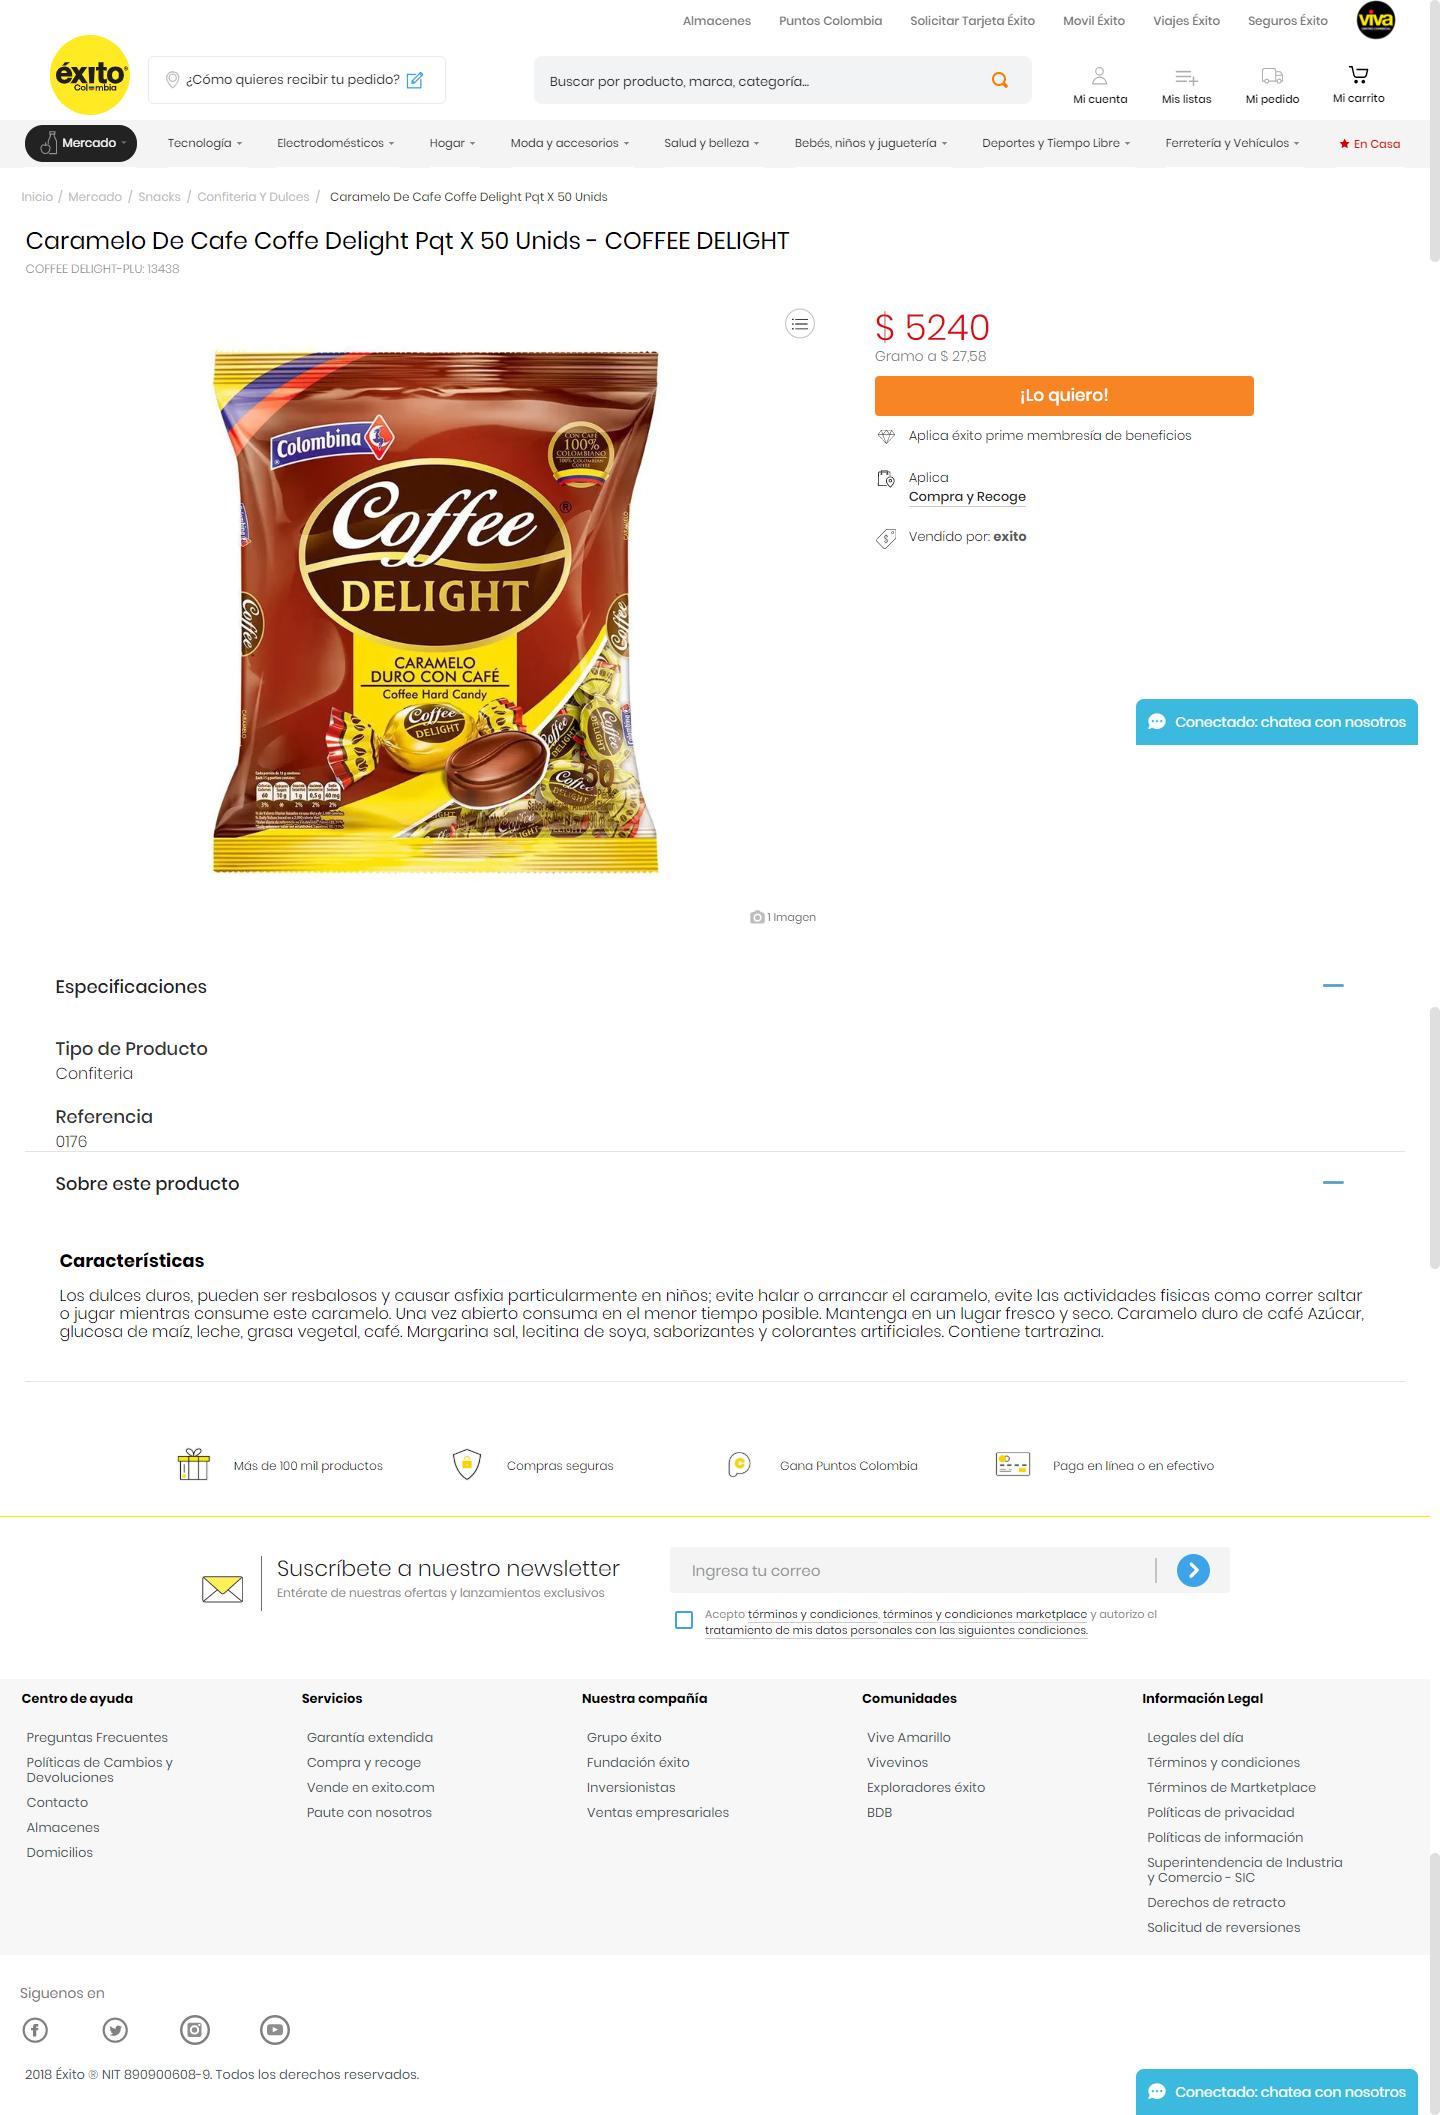 Almacenes Puntos Colombia Solicitar Tarjeta Éxito Movil Éxito Viajes Éxito Seguros Éxito viva
éxito
Colombia
¿Cómo quieres recibir tu pedido?
Buscar por producto, marca, categoría...
Mi cuenta Mis listas Mi pedido Mi carrito
Mercado Tecnología Electrodomésticos Hogar Moda y accesorios Salud y belleza Bebés, niños y juguetería Deportes y Tiempo Libre Ferretería y Vehículos En Casa
Inicio / Mercado / Snacks / Confiteria Y Dulces / Caramelo De Cafe Coffe Delight Pqt X 50 Unids
Caramelo De Cafe Coffe Delight Pqt X 50 Unids - COFFEE DELIGHT
COFFEE DELIGHT-PLU: 13438
Colombina
CON CAFÉ
100%
COLOMBIANO
100% COLOMBIAN
COFFEE
Coffee ®
DELIGHT
CARAMELO
DURO CON CAFÉ
Coffee Hard Candy
Coffee
DELIGHT
50
$ 5240
Gramo a $ 27,58
¡Lo quiero!
Aplica éxito prime membresía de beneficios
Aplica
Compra y Recoge
Vendido por: exito
Conectado: chatea con nosotros
1 Imagen
Especificaciones
Tipo de Producto
Confiteria
Referencia
0176
Sobre este producto
Características
Los dulces duros, pueden ser resbalosos y causar asfixia particularmente en niños; evite halar o arrancar el caramelo, evite las actividades fisicas como correr saltar
o jugar mientras consume este caramelo. Una vez abierto consuma en el menor tiempo posible. Mantenga en un lugar fresco y seco. Caramelo duro de café Azúcar,
glucosa de maíz, leche, grasa vegetal, café. Margarina sal, lecitina de soya, saborizantes y colorantes artificiales. Contiene tartrazina.
Más de 100 mil productos Compras seguras Gana Puntos Colombia Paga en línea o en efectivo
Suscríbete a nuestro newsletter
Entérate de nuestras ofertas y lanzamientos exclusivos
Ingresa tu correo
Acepto términos y condiciones, términos y condiciones marketplace y autorizo el
tratamiento de mis datos personales con las siguientes condiciones.
Centro de ayuda
Preguntas Frecuentes
Políticas de Cambios y
Devoluciones
Contacto
Almacenes
Domicilios
Servicios
Garantía extendida
Compra y recoge
Vende en exito.com
Paute con nosotros
Nuestra compañía
Grupo éxito
Fundación éxito
Inversionistas
Ventas empresariales
Comunidades
Vive Amarillo
Vivevinos
Exploradores éxito
BDB
Información Legal
Legales del día
Términos y condiciones
Términos de Martketplace
Políticas de privacidad
Políticas de información
Superintendencia de Industria
y Comercio - SIC
Derechos de retracto
Solicitud de reversiones
Siguenos en
2018 Éxito ® NIT 890900608-9. Todos los derechos reservados.
Conectado: chatea con nosotros